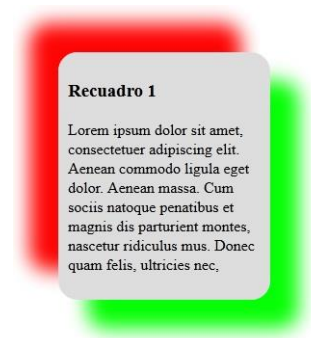 Recuadro 1
Lorem ipsum dolor sit amet,
consectetuer adipiscing elit.
Aenean commodo ligula eget
dolor. Aenean massa. Cum
sociis natoque penatibus et
magnis dis parturient montes,
nascetur ridiculus mus. Donec
quam felis, ultricies nec,